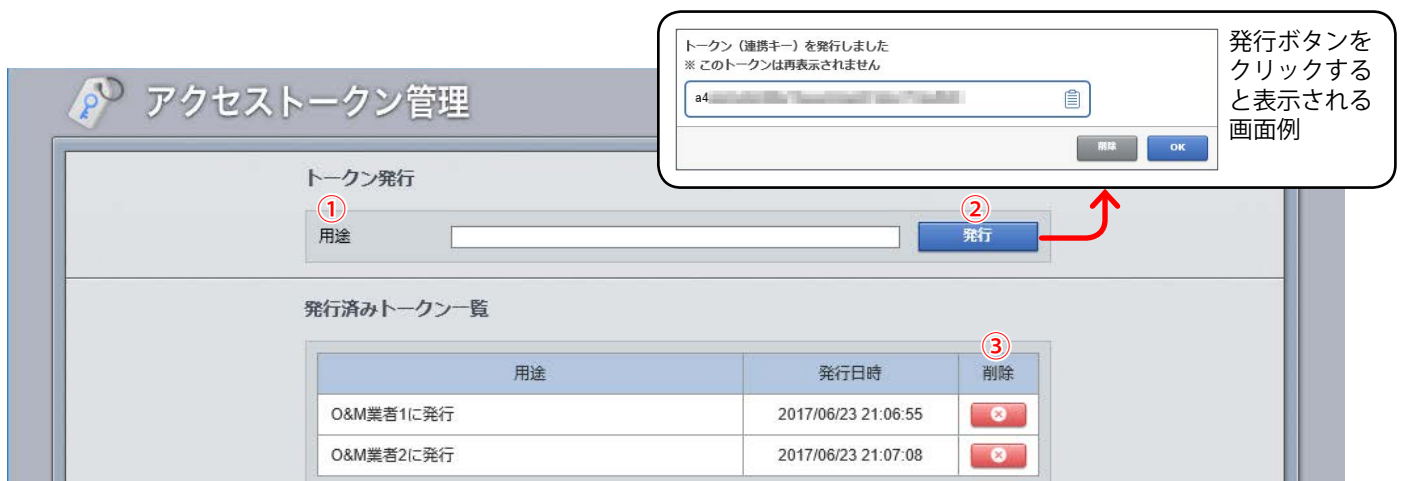 トークン（連携キー）を発行しました
※ このトークンは再表示されません
a4
削除 OK
発行ボタンを
クリックする
と表示される
画面例
アクセストークン管理
トークン発行
① ②
用途 発行
発行済みトークン一覧
③
用途 発行日時 削除
O&M業者1に発行 2017/06/23 21:06:55
O&M業者2に発行 2017/06/23 21:07:08